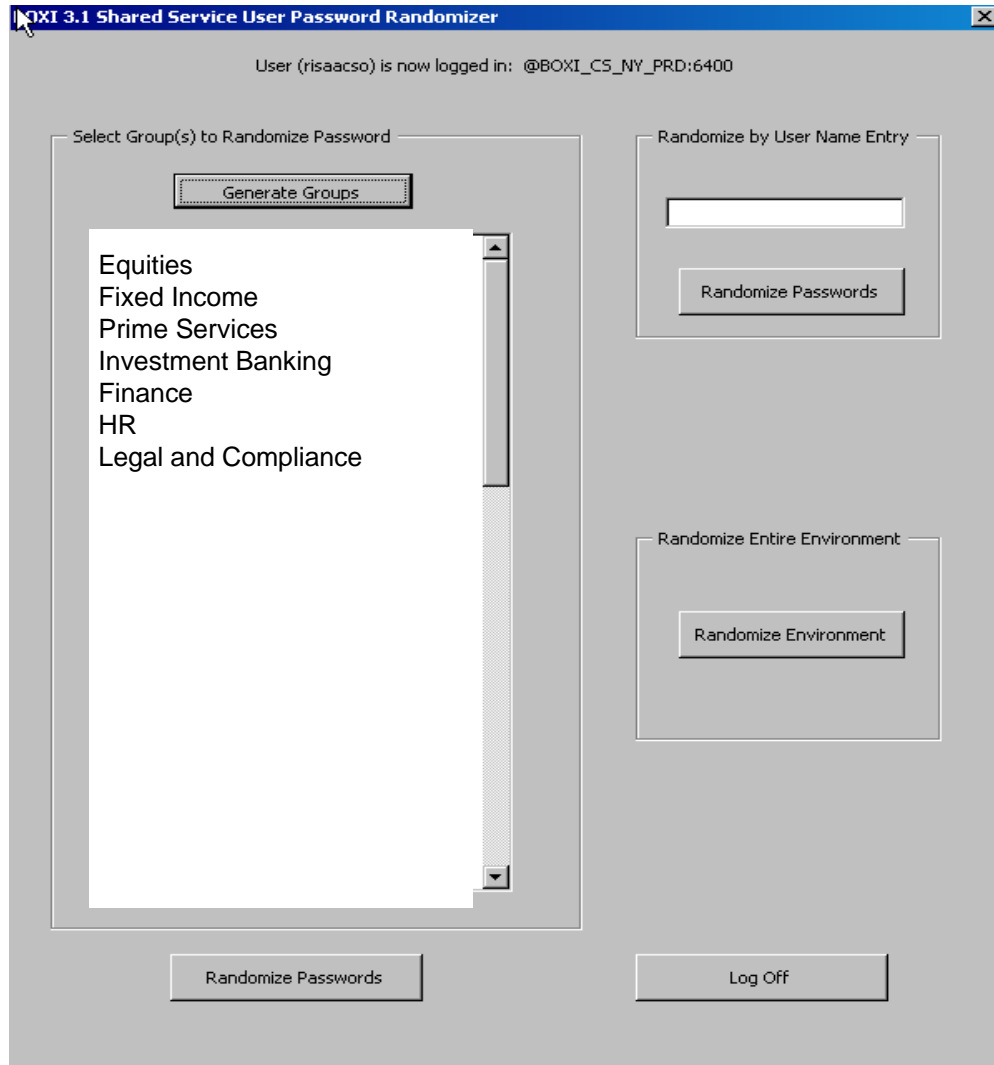 BOXI 3.1 Shared Service User Password Randomizer
User (risaacso) is now logged in: @BOXI_CS_NY_PRD:6400
Select Group(s) to Randomize Password
Generate Groups
Equities
Fixed Income
Prime Services
Investment Banking
Finance
HR
Legal and Compliance
Randomize Passwords
Randomize by User Name Entry
Randomize Passwords
Randomize Entire Environment
Randomize Environment
Log Off